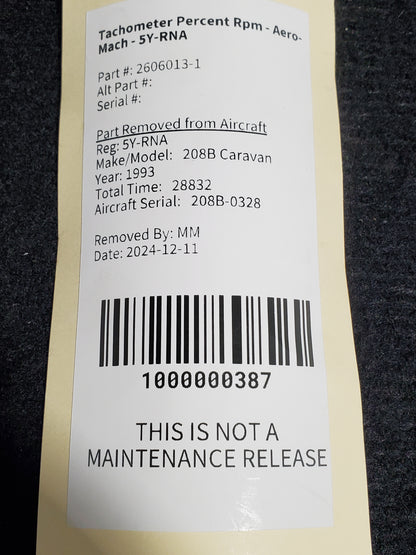 Tachometer Percent Rpm - Aero-
Mach - 5Y-RNA
Part #: 2606013-1
Alt Part #:
Serial #:
Part Removed from Aircraft
Reg: 5Y-RNA
Make/Model: 208B Caravan
Year: 1993
Total Time: 28832
Aircraft Serial: 208B-0328
Removed By: MM
Date: 2024-12-11
1000000387
THIS IS NOT A
MAINTENANCE RELEASE